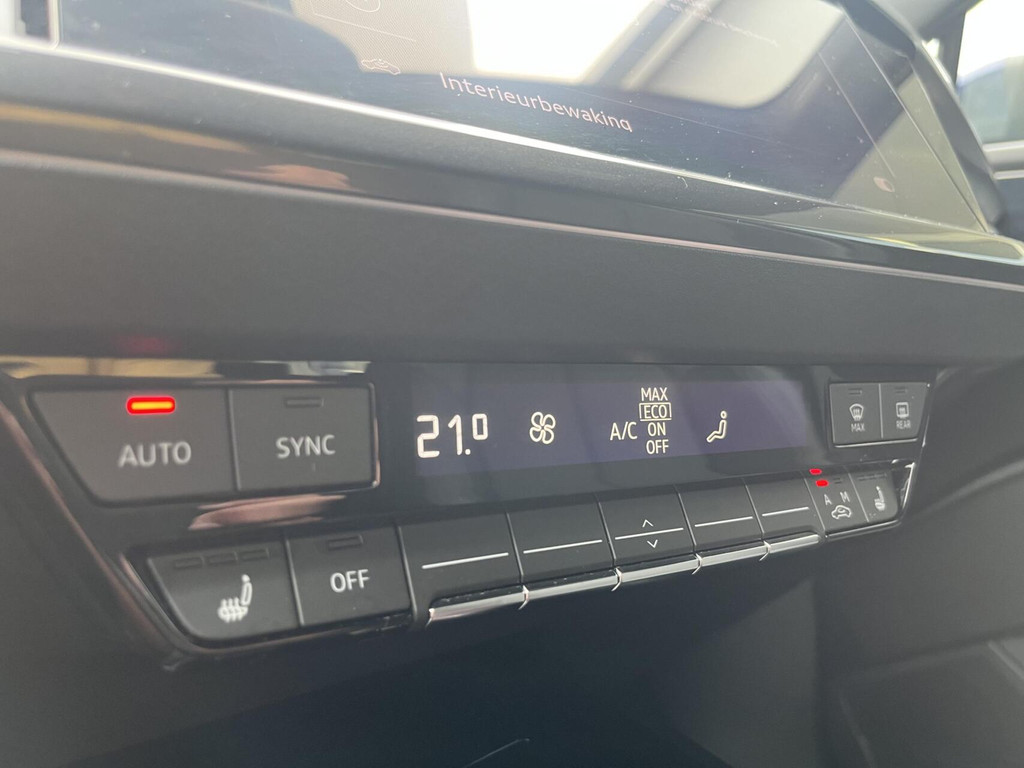 Interieurbewaking
AUTO
SYNC
21.0
A/C
MAX
ECO
ON
OFF
MAX
REAR
OFF
A M